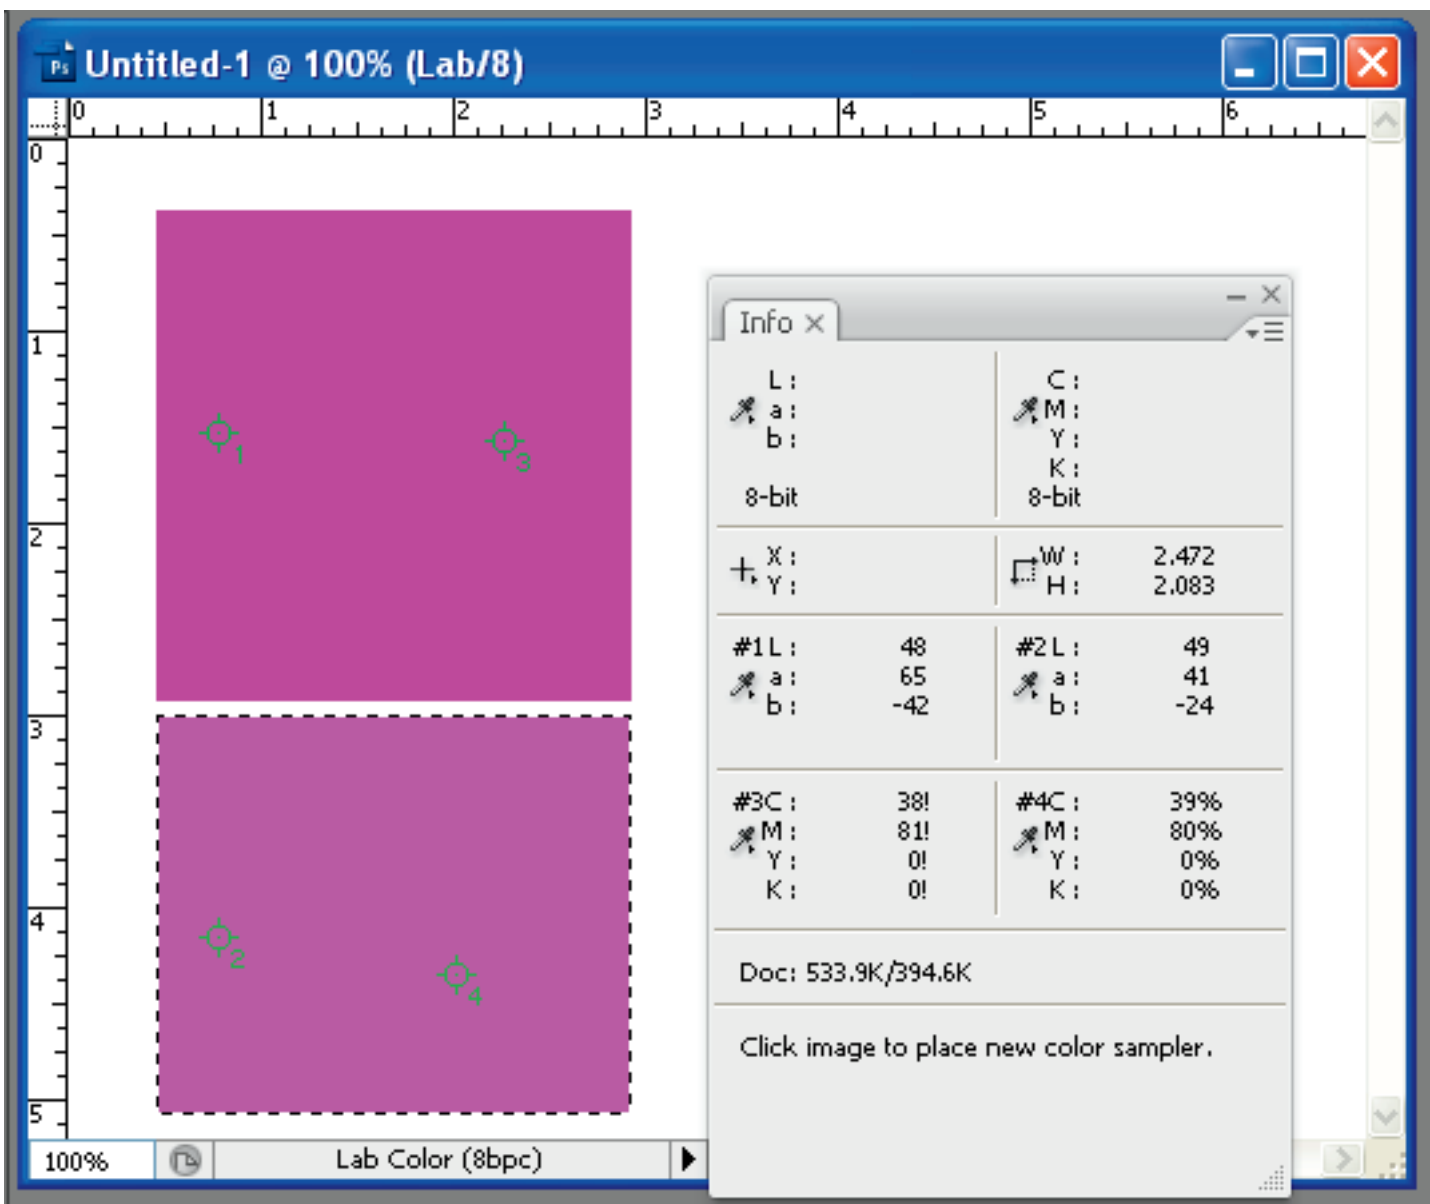 Ps Untitled-1 @ 100% (Lab/8)
0 1 2 3 4 5 6
0
1
2
3
4
5
1
3
2
4
Info
L :
a :
b :
8-bit
C :
M :
Y :
K :
8-bit
X :
Y :
W : 2.472
H : 2.083
#1 L : 48
a : 65
b : -42
#2 L : 49
a : 41
b : -24
#3C : 38!
M : 81!
Y : 0!
K : 0!
#4C : 39%
M : 80%
Y : 0%
K : 0%
Doc: 533.9K/394.6K
Click image to place new color sampler.
100% Lab Color (8bpc)